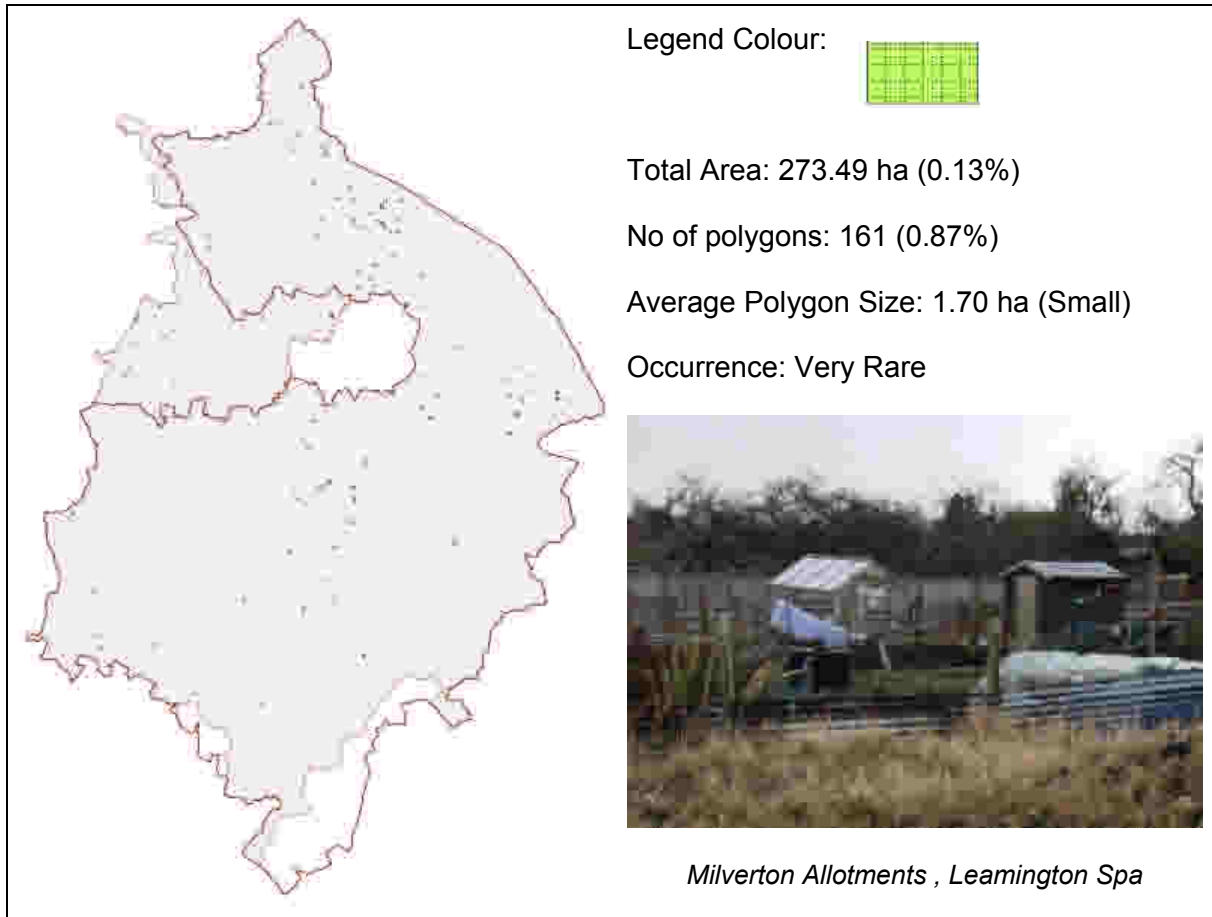 Legend Colour:
Total Area: 273.49 ha (0.13%)
No of polygons: 161 (0.87%)
Average Polygon Size: 1.70 ha (Small)
Occurrence: Very Rare
Milverton Allotments , Leamington Spa